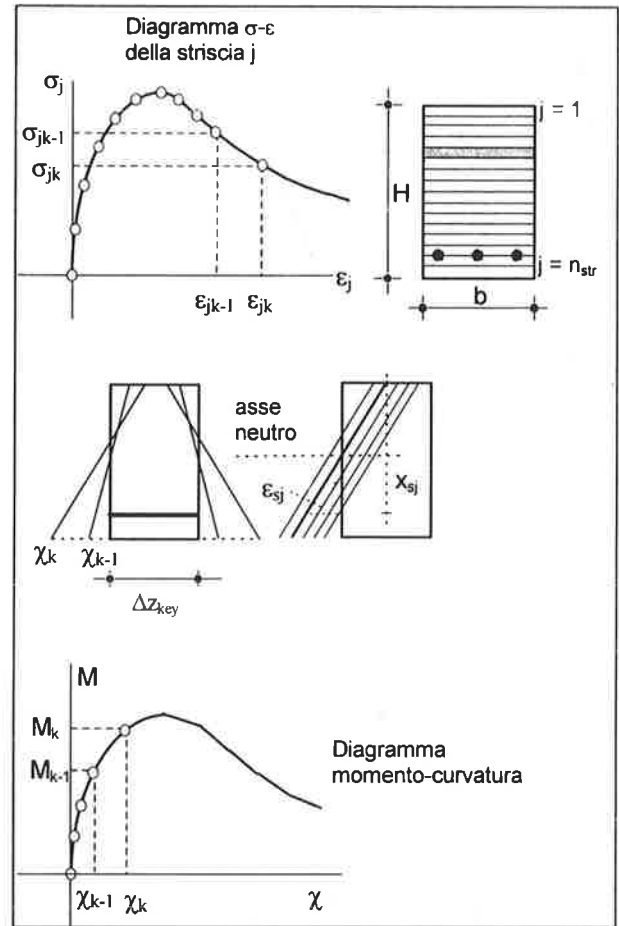 Diagramma σ-ε
della striscia j
σj
σjk-1
σjk
εj
εjk-1
εjk
H
j = 1
j = nstr
b
asse
neutro
εsj
xsj
χk
χk-1
Δzkey
M
Mk
Mk-1
Diagramma
momento-curvatura
χk-1
χk
χ